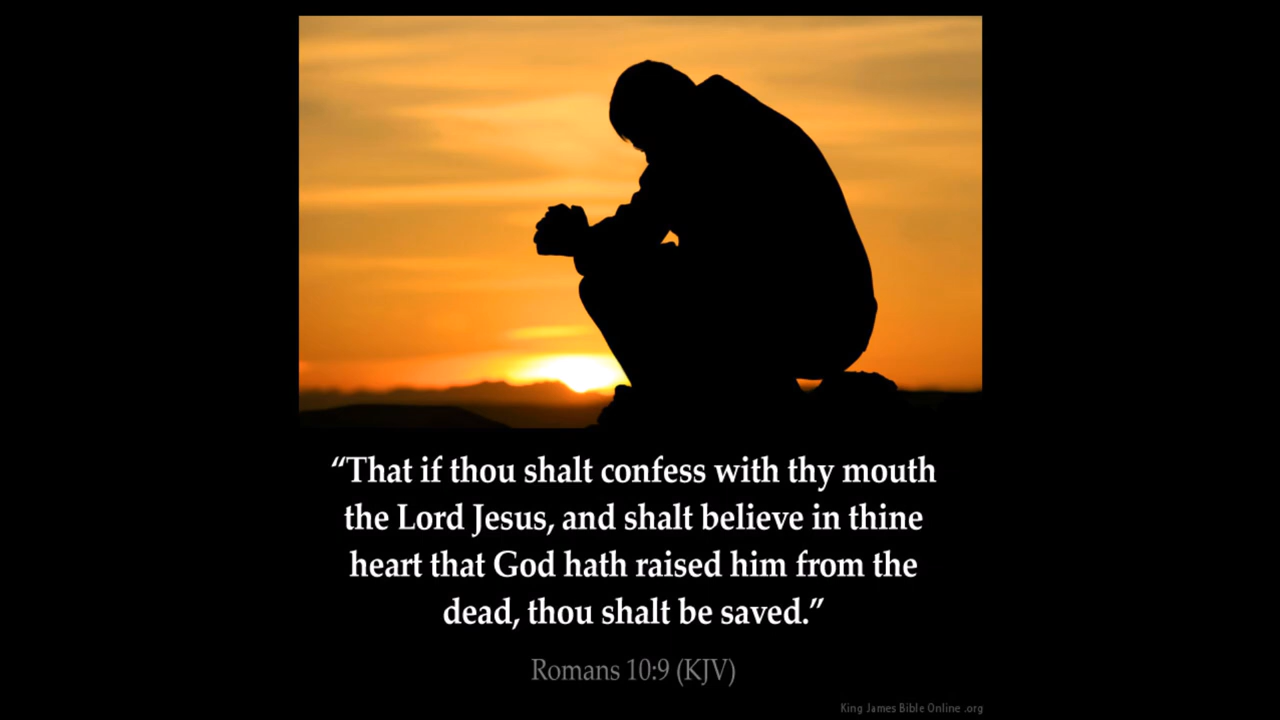 “That if thou shalt confess with thy mouth
the Lord Jesus, and shalt believe in thine
heart that God hath raised him from the
dead, thou shalt be saved.”
Romans 10:9 (KJV)
King James Bible Online .org